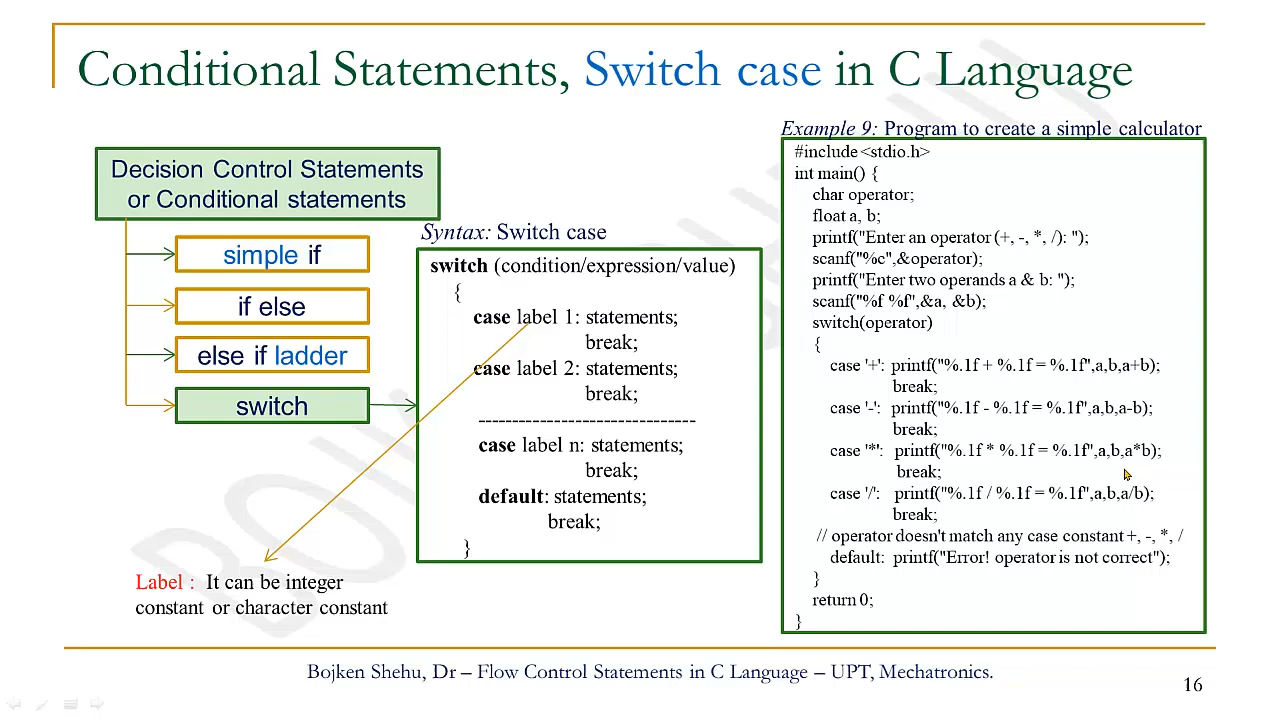 Conditional Statements, Switch case in C Language
Decision Control Statements
or Conditional statements
simple if
if else
else if ladder
switch
Syntax: Switch case
switch (condition/expression/value)
{
case label 1: statements;
break;
case label 2: statements;
break;
--------------------------------
case label n: statements;
break;
default: statements;
break;
}
Label : It can be integer
constant or character constant
Example 9: Program to create a simple calculator
#include <stdio.h>
int main() {
char operator;
float a, b;
printf("Enter an operator (+, -, *, /): ");
scanf("%c",&operator);
printf("Enter two operands a & b: ");
scanf("%f %f",&a, &b);
switch(operator)
{
case '+': printf("%.1f + %.1f = %.1f",a,b,a+b);
break;
case '-': printf("%.1f - %.1f = %.1f",a,b,a-b);
break;
case '*': printf("%.1f * %.1f = %.1f",a,b,a*b);
break;
case '/': printf("%.1f / %.1f = %.1f",a,b,a/b);
break;
// operator doesn't match any case constant +, -, *, /
default: printf("Error! operator is not correct");
}
return 0;
}
Bojken Shehu, Dr – Flow Control Statements in C Language – UPT, Mechatronics.
16